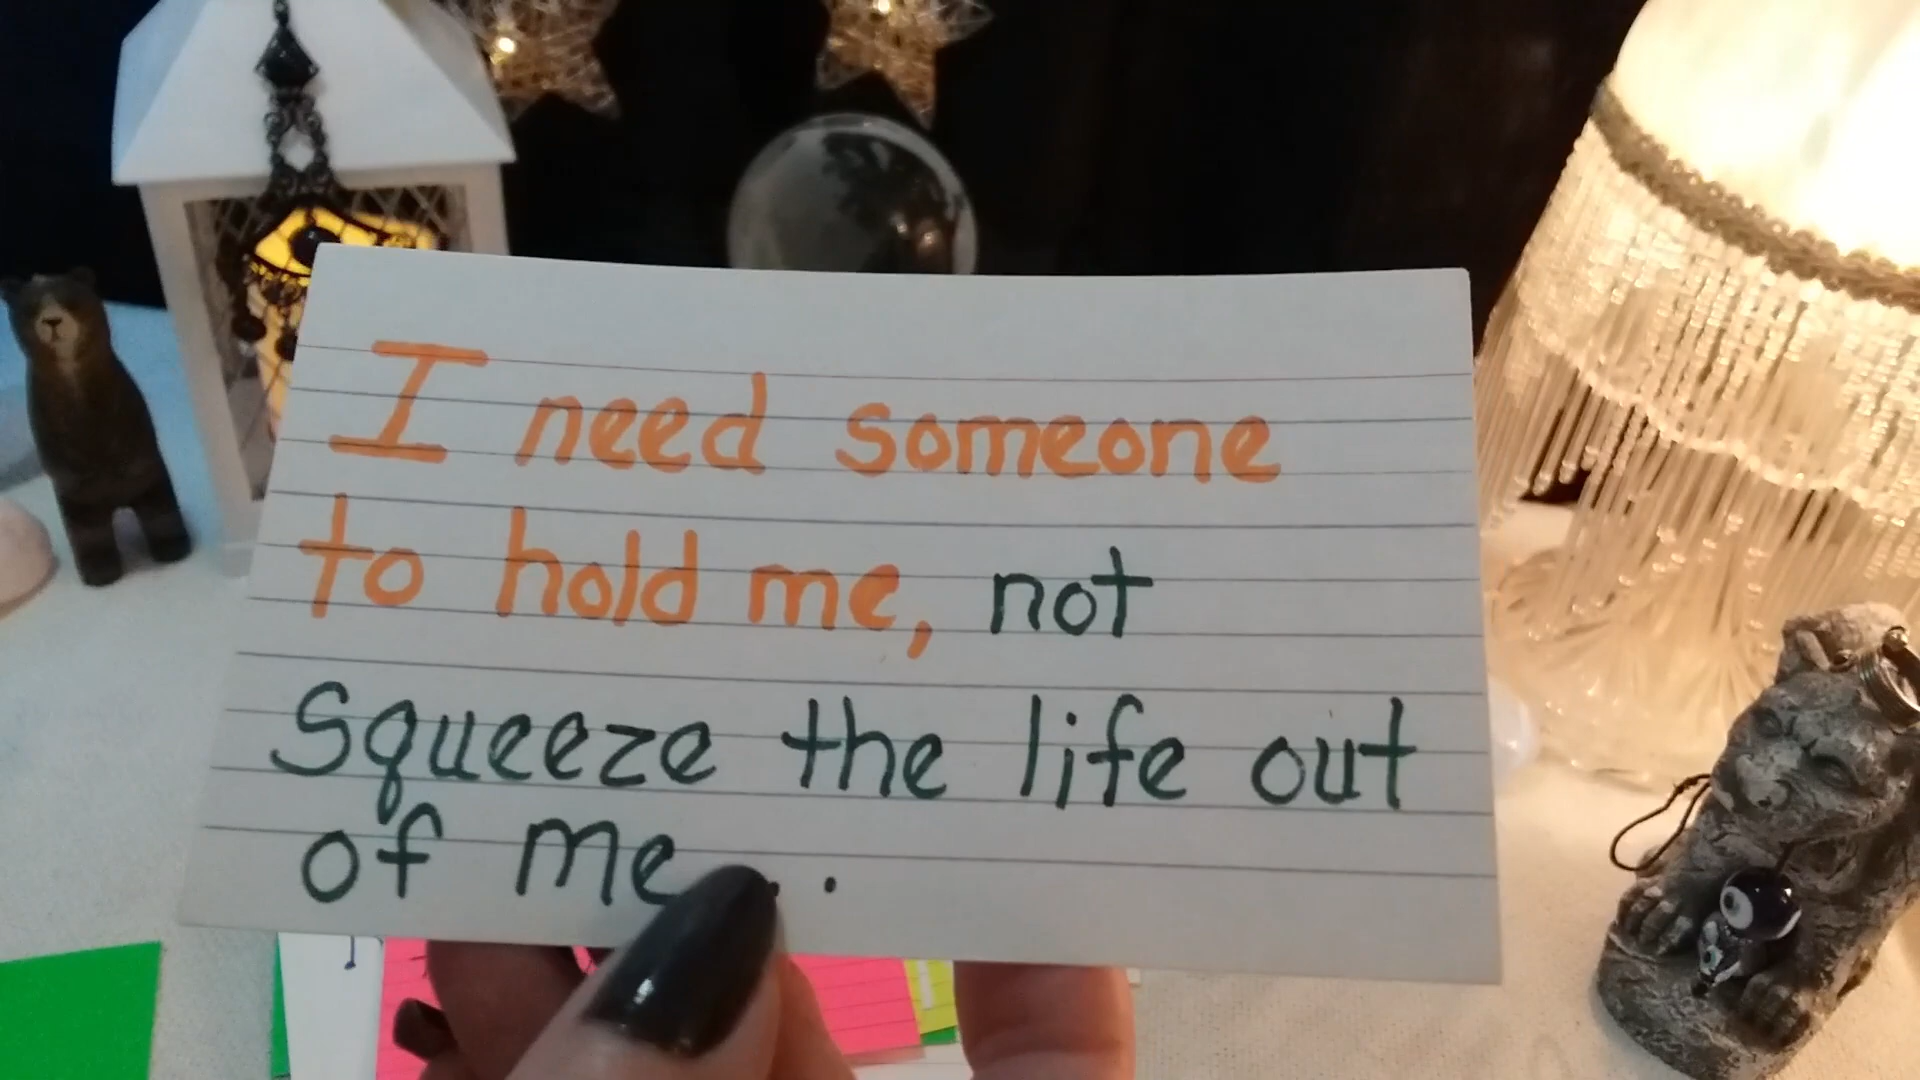 I need someone
to hold me, not
squeeze the life out
of me . .